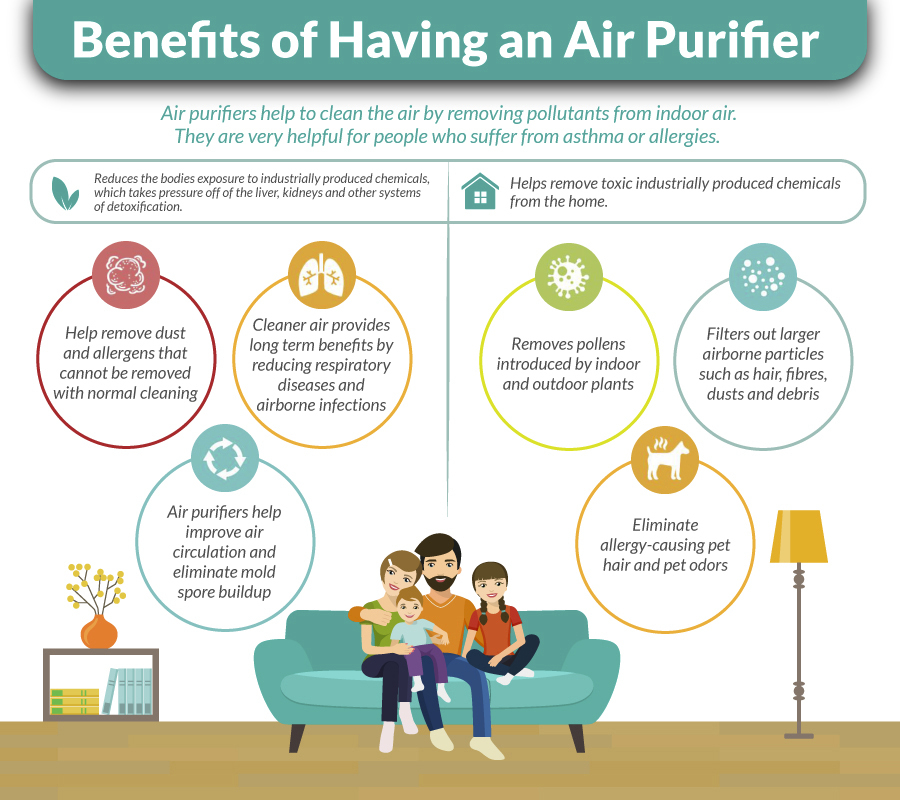 Benefits of Having an Air Purifier
Air purifiers help to clean the air by removing pollutants from indoor air.
They are very helpful for people who suffer from asthma or allergies.
Reduces the bodies exposure to industrially produced chemicals,
which takes pressure off of the liver, kidneys and other systems
of detoxification.
Helps remove toxic industrially produced chemicals
from the home.
Help remove dust
and allergens that
cannot be removed
with normal cleaning
Cleaner air provides
long term benefits by
reducing respiratory
diseases and
airborne infections
Air purifiers help
improve air
circulation and
eliminate mold
spore buildup
Removes pollens
introduced by indoor
and outdoor plants
Filters out larger
airborne particles
such as hair, fibres,
dusts and debris
Eliminate
allergy-causing pet
hair and pet odors